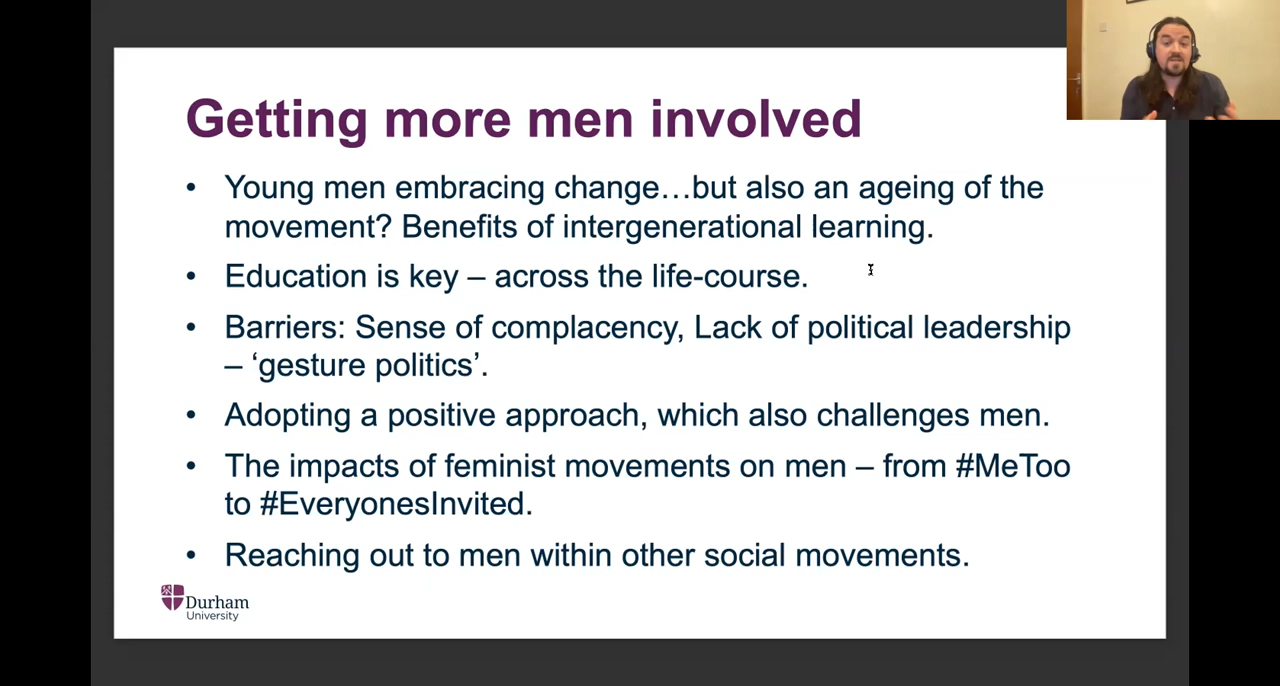 Getting more men involved
• Young men embracing change…but also an ageing of the
movement? Benefits of intergenerational learning.
• Education is key – across the life-course.
• Barriers: Sense of complacency, Lack of political leadership
– ‘gesture politics’.
• Adopting a positive approach, which also challenges men.
• The impacts of feminist movements on men – from #MeToo
to #EveryonesInvited.
• Reaching out to men within other social movements.
Durham
University